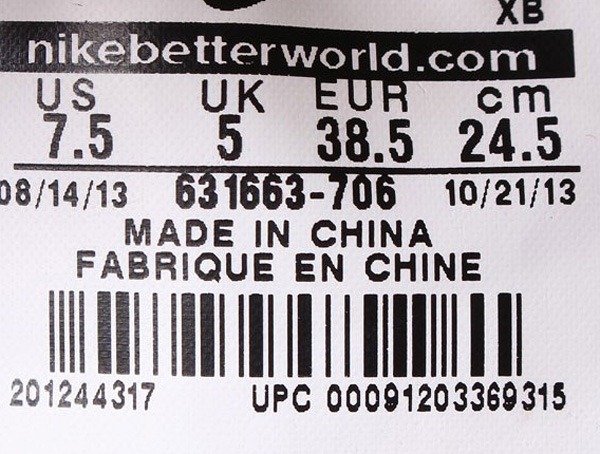 XB
nikebetterworld.com
US UK EUR cm
7.5 5 38.5 24.5
08/14/13 631663-706 10/21/13
MADE IN CHINA
FABRIQUE EN CHINE
201244317 UPC 00091203369315